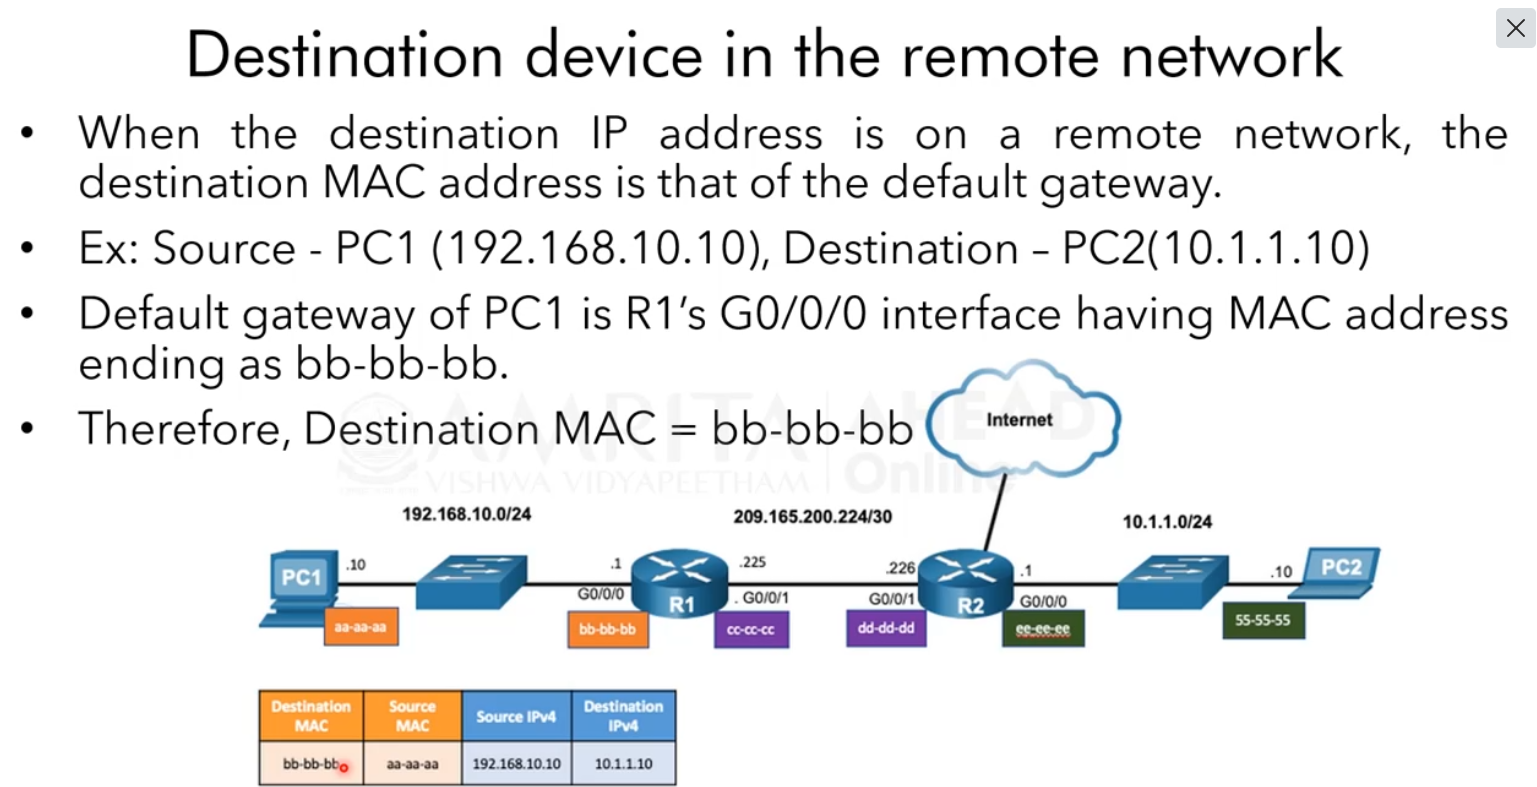 Destination device in the remote network
• When the destination IP address is on a remote network, the
destination MAC address is that of the default gateway.
• Ex: Source - PC1 (192.168.10.10), Destination – PC2(10.1.1.10)
• Default gateway of PC1 is R1’s G0/0/0 interface having MAC address
ending as bb-bb-bb.
• Therefore, Destination MAC = bb-bb-bb
Internet
AMRITA AHEAD
VISHWA VIDYAPEETHAM Online
192.168.10.0/24 209.165.200.224/30 10.1.1.0/24
PC1 .10 .1 .225 .226 .1 .10 PC2
G0/0/0 R1 . G0/0/1 G0/0/1 R2 G0/0/0
aa-aa-aa bb-bb-bb cc-cc-cc dd-dd-dd ee-ee-ee 55-55-55
Destination MAC Source MAC Source IPv4 Destination IPv4
bb-bb-bb aa-aa-aa 192.168.10.10 10.1.1.10